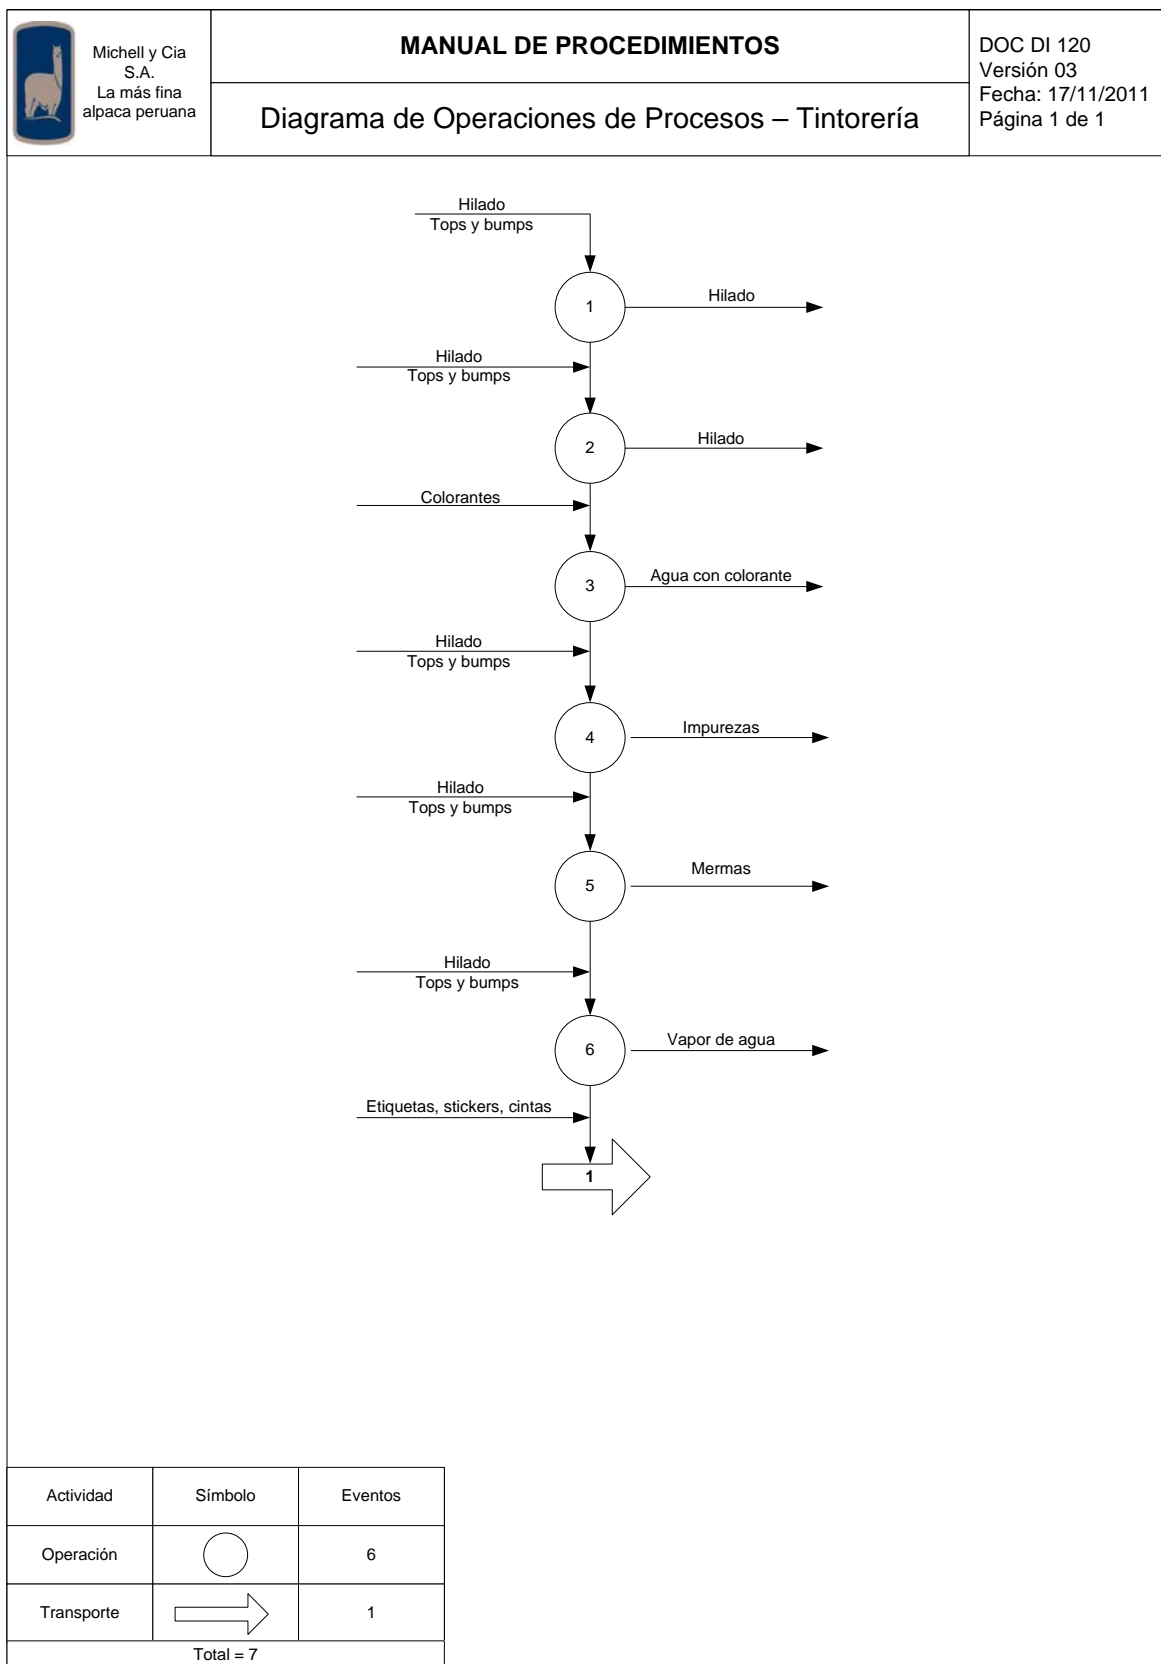 Michell y Cia
S.A.
La más fina
alpaca peruana
MANUAL DE PROCEDIMIENTOS
Diagrama de Operaciones de Procesos – Tintorería
DOC DI 120
Versión 03
Fecha: 17/11/2011
Página 1 de 1
Hilado
Tops y bumps
1
Hilado
Hilado
Tops y bumps
2
Hilado
Colorantes
3
Agua con colorante
Hilado
Tops y bumps
4
Impurezas
Hilado
Tops y bumps
5
Mermas
Hilado
Tops y bumps
6
Vapor de agua
Etiquetas, stickers, cintas
1
Actividad Símbolo Eventos
Operación 6
Transporte 1
Total = 7